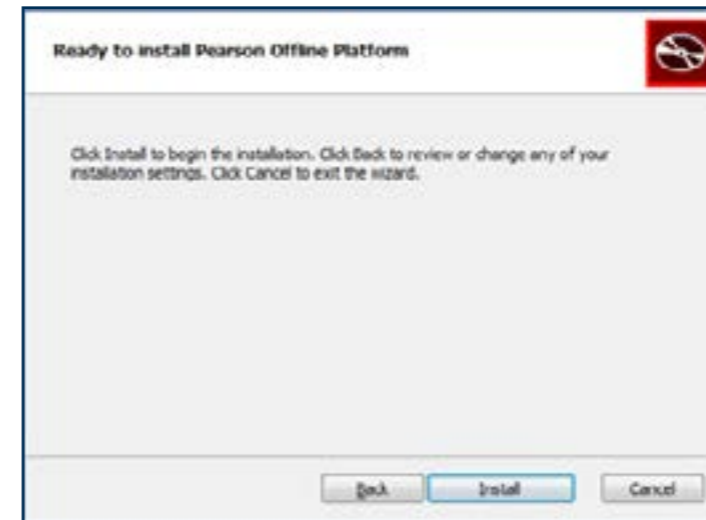 Ready to install Pearson Offline Platform
Click Install to begin the installation. Click Back to review or change any of your
installation settings. Click Cancel to exit the wizard.
Back
Install
Cancel